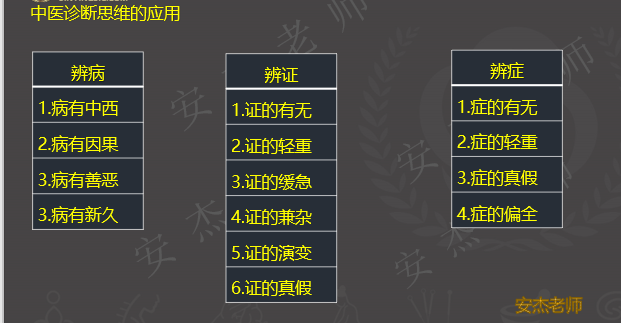 中医诊断思维的应用
辨病
1.病有中西
2.病有因果
3.病有善恶
3.病有新久
辨证
1.证的有无
2.证的轻重
3.证的缓急
4.证的兼杂
5.证的演变
6.证的真假
辨症
1.症的有无
2.症的轻重
3.症的真假
4.症的偏全
安杰老师